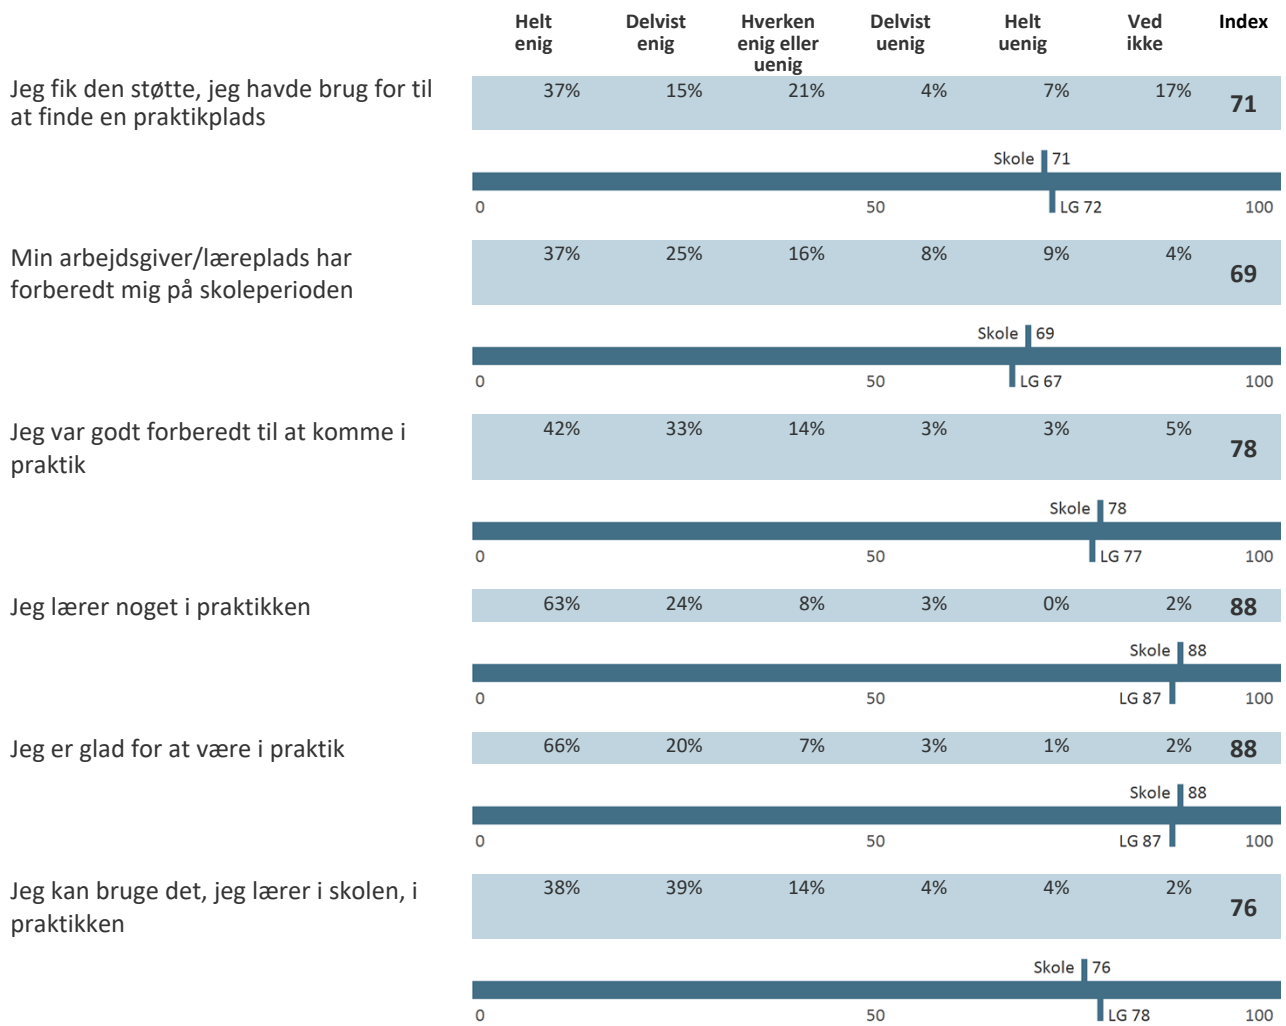 Helt enig Delvist enig Hverken enig eller uenig Delvist uenig Helt uenig Ved ikke Index
Jeg fik den støtte, jeg havde brug for til
at finde en praktikplads
37% 15% 21% 4% 7% 17% 71
Skole 71
0 50 LG 72 100
Min arbejdsgiver/læreplads har
forberedt mig på skoleperioden
37% 25% 16% 8% 9% 4% 69
Skole 69
0 50 LG 67 100
Jeg var godt forberedt til at komme i
praktik
42% 33% 14% 3% 3% 5% 78
Skole 78
0 50 LG 77 100
Jeg lærer noget i praktikken 63% 24% 8% 3% 0% 2% 88
Skole 88
0 50 LG 87 100
Jeg er glad for at være i praktik 66% 20% 7% 3% 1% 2% 88
Skole 88
0 50 LG 87 100
Jeg kan bruge det, jeg lærer i skolen, i
praktikken
38% 39% 14% 4% 4% 2% 76
Skole 76
0 50 LG 78 100